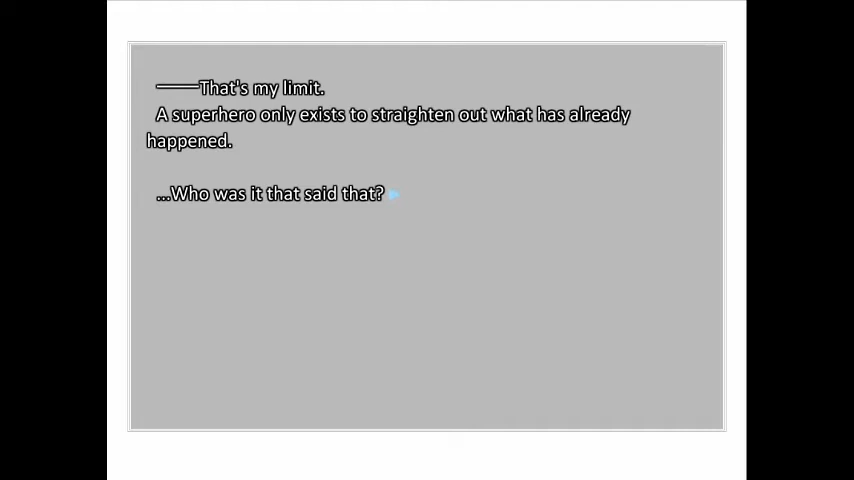 ——That's my limit.
A superhero only exists to straighten out what has already
happened.
...Who was it that said that?